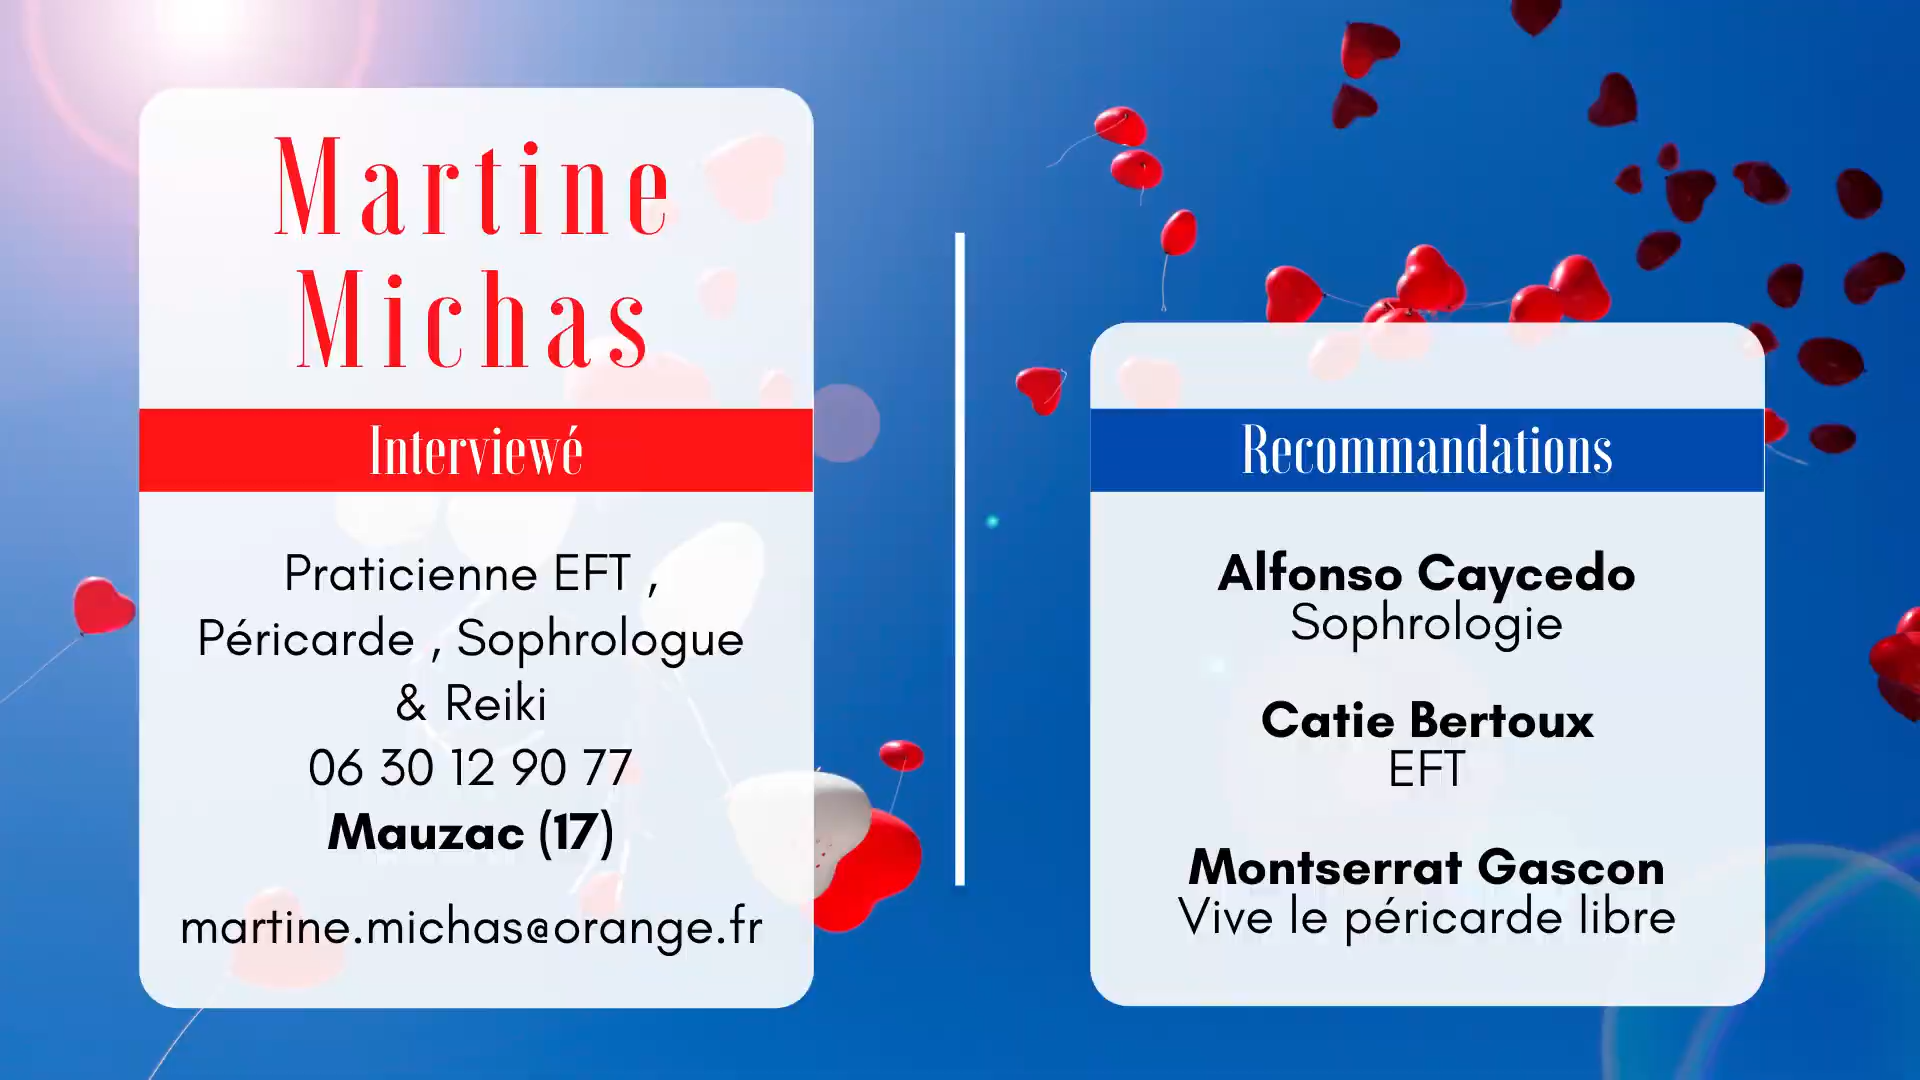 Martine
Michas
Interviewé
Praticienne EFT ,
Péricarde , Sophrologue
& Reiki
06 30 12 90 77
Mauzac (17)
martine.michas@orange.fr
Recommandations
Alfonso Caycedo
Sophrologie
Catie Bertoux
EFT
Montserrat Gascon
Vive le péricarde libre